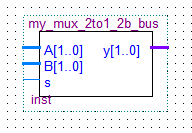 my_mux_2to1_2b_bus
A[1..0] y[1..0]
B[1..0]
s
inst